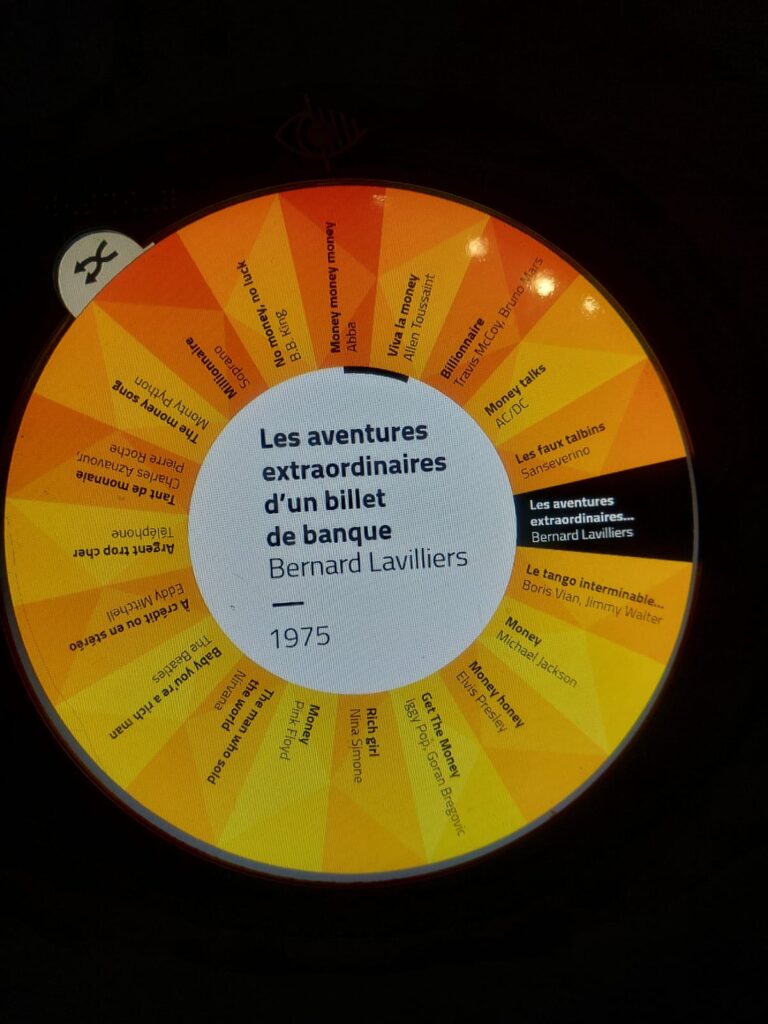 Les aventures
extraordinaires
d'un billet
de banque
Bernard Lavilliers
1975
Money money money
Abba
Viva la money
Allen Toussaint
Billionnaire
Travis McCoy, Bruno Mars
Money talks
AC/DC
Les faux talbins
Sanseverino
Les aventures
extraordinaires...
Bernard Lavilliers
Le tango interminable...
Boris Vian, Jimmy Walter
Money
Michael Jackson
Money honey
Elvis Presley
Get The Money
Iggy Pop, Goran Bregovic
Rich girl
Nina Simone
Money
Pink Floyd
The man who sold
the world
Nirvana
Baby you're a rich man
The Beatles
À crédit ou en stéréo
Eddy Mitchell
Argent trop cher
Téléphone
Tant de monnaie
Charles Aznavour,
Pierre Roche
The money song
Monty Python
Millionnaire
Soprano
No money, no luck
B.B. King